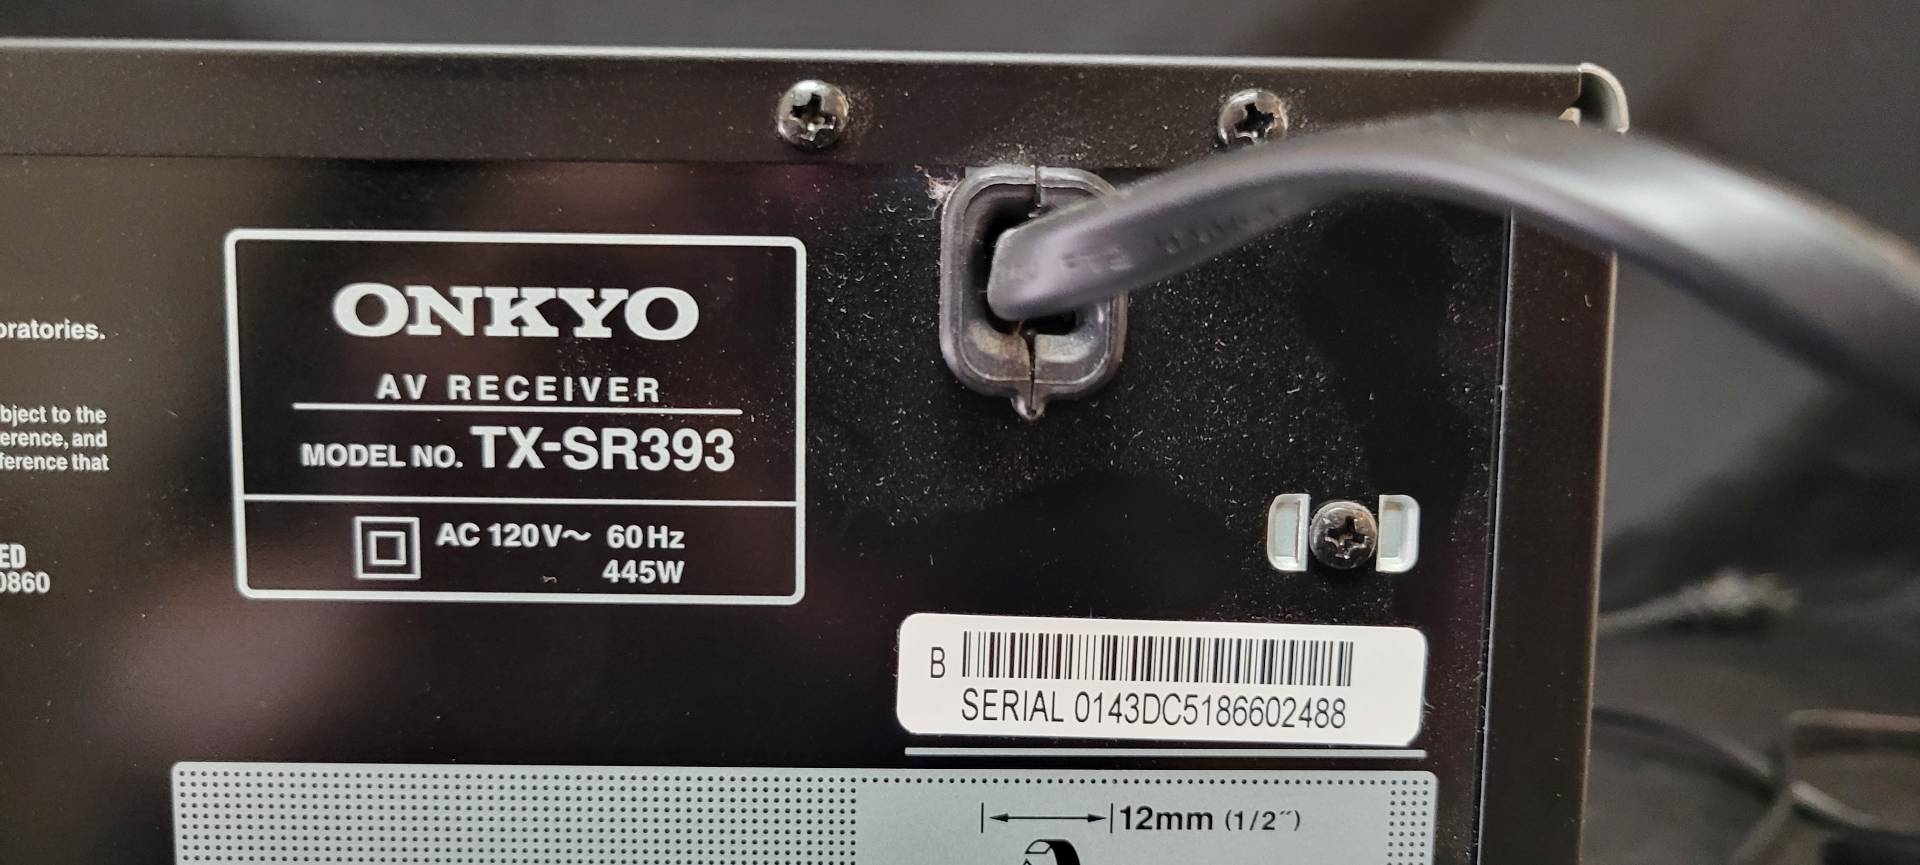 oratories.
bject to the
erence, and
ference that
ED
0860
ONKYO
AV RECEIVER
MODEL NO. TX-SR393
AC 120V～ 60Hz
445W
B
SERIAL 0143DC5186602488
12mm (1/2″)